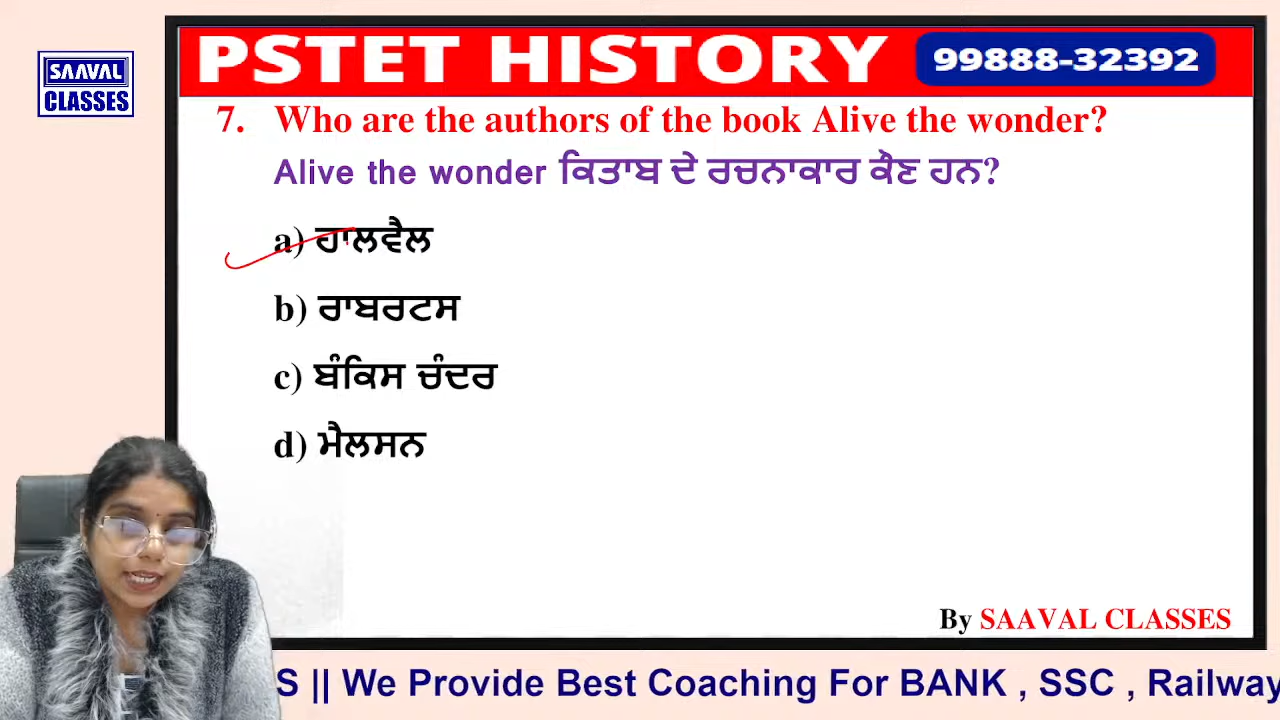 SAAVAL
CLASSES
PSTET HISTORY
99888-32392
7. Who are the authors of the book Alive the wonder?
Alive the wonder ਕਿਤਾਬ ਦੇ ਰਚਨਾਕਾਰ ਕੌਣ ਹਨ?
a) ਹਾਲਵੈਲ
b) ਰਾਬਰਟਸ
c) ਬੰਕਿਸ ਚੰਦਰ
d) ਮੈਲਸਨ
By SAAVAL CLASSES
S || We Provide Best Coaching For BANK , SSC , Railway